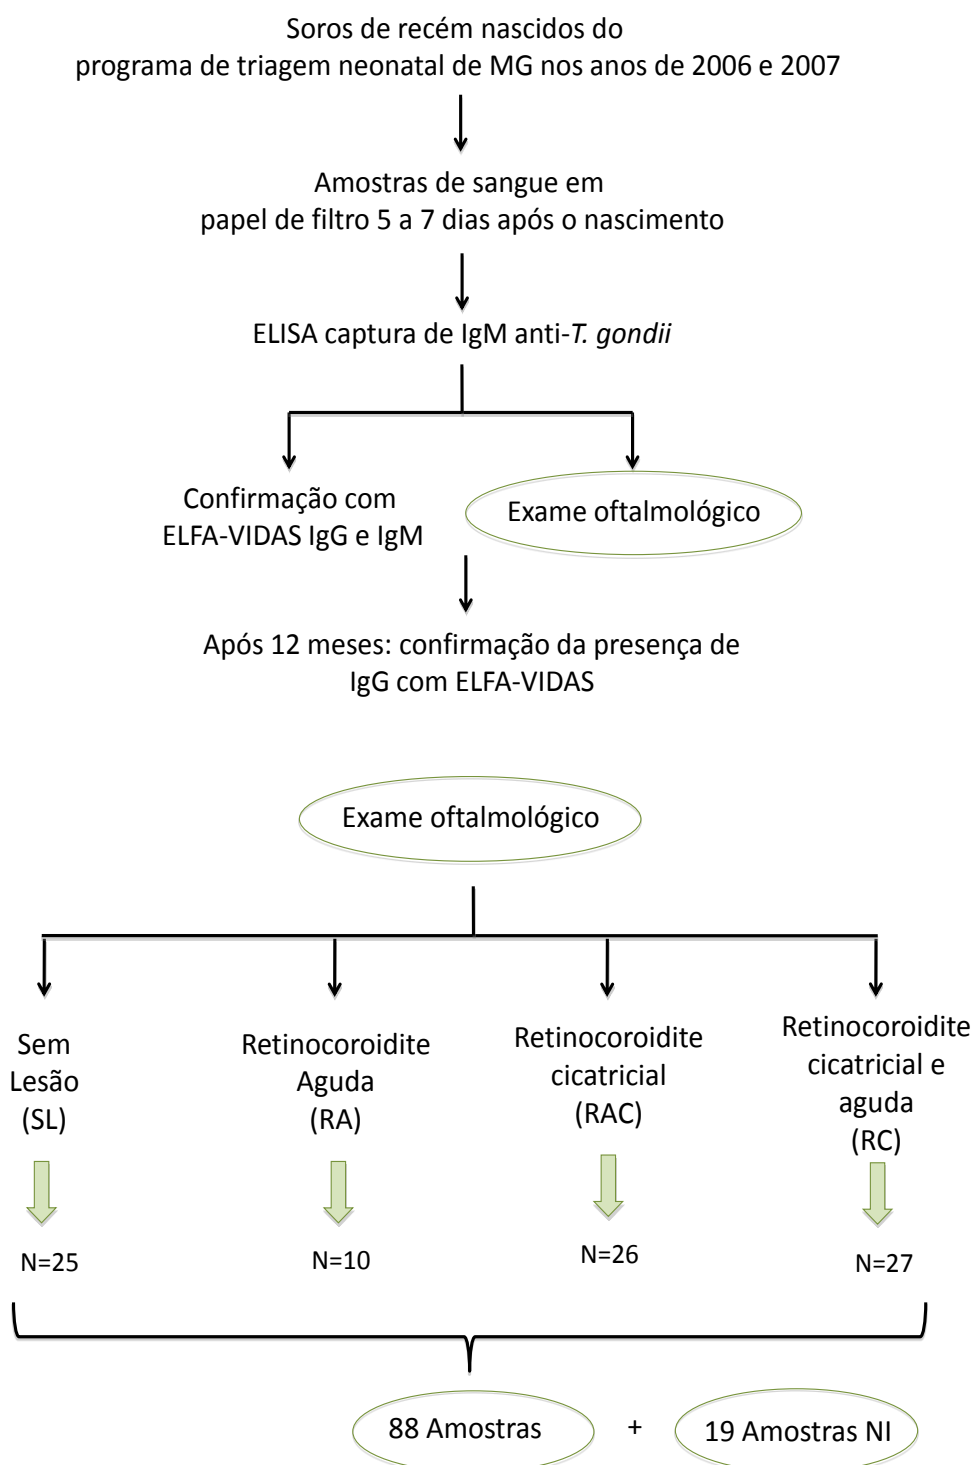 Soros de recém nascidos do
programa de triagem neonatal de MG nos anos de 2006 e 2007
Amostras de sangue em
papel de filtro 5 a 7 dias após o nascimento
ELISA captura de IgM anti-T. gondii
Confirmação com
ELFA-VIDAS IgG e IgM
Exame oftalmológico
Após 12 meses: confirmação da presença de
IgG com ELFA-VIDAS
Exame oftalmológico
Sem
Lesão
(SL)
Retinocoroidite
Aguda
(RA)
Retinocoroidite
cicatricial
(RAC)
Retinocoroidite
cicatricial e
aguda
(RC)
N=25
N=10
N=26
N=27
88 Amostras
+
19 Amostras NI